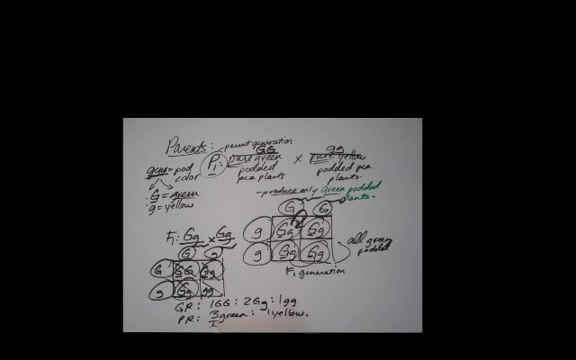 Parents: parent generation
GG gg
P1: pure green x pure yellow
podded podded
pea plants pea plants.
gene = pod
color
G = green
g = yellow
- produce only green podded
plants.
G G
g Gg Gg
g Gg Gg
all green
podded
F1 generation
F1: Gg x Gg
G g
G GG Gg
g Gg gg
GR: 1GG : 2Gg : 1gg
PR: 3green : 1yellow.